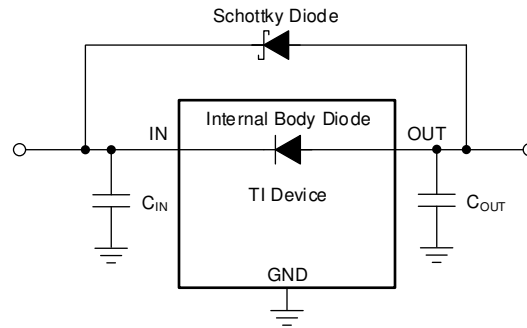 Schottky Diode
Internal Body Diode
IN
OUT
TI Device
CIN
COUT
GND